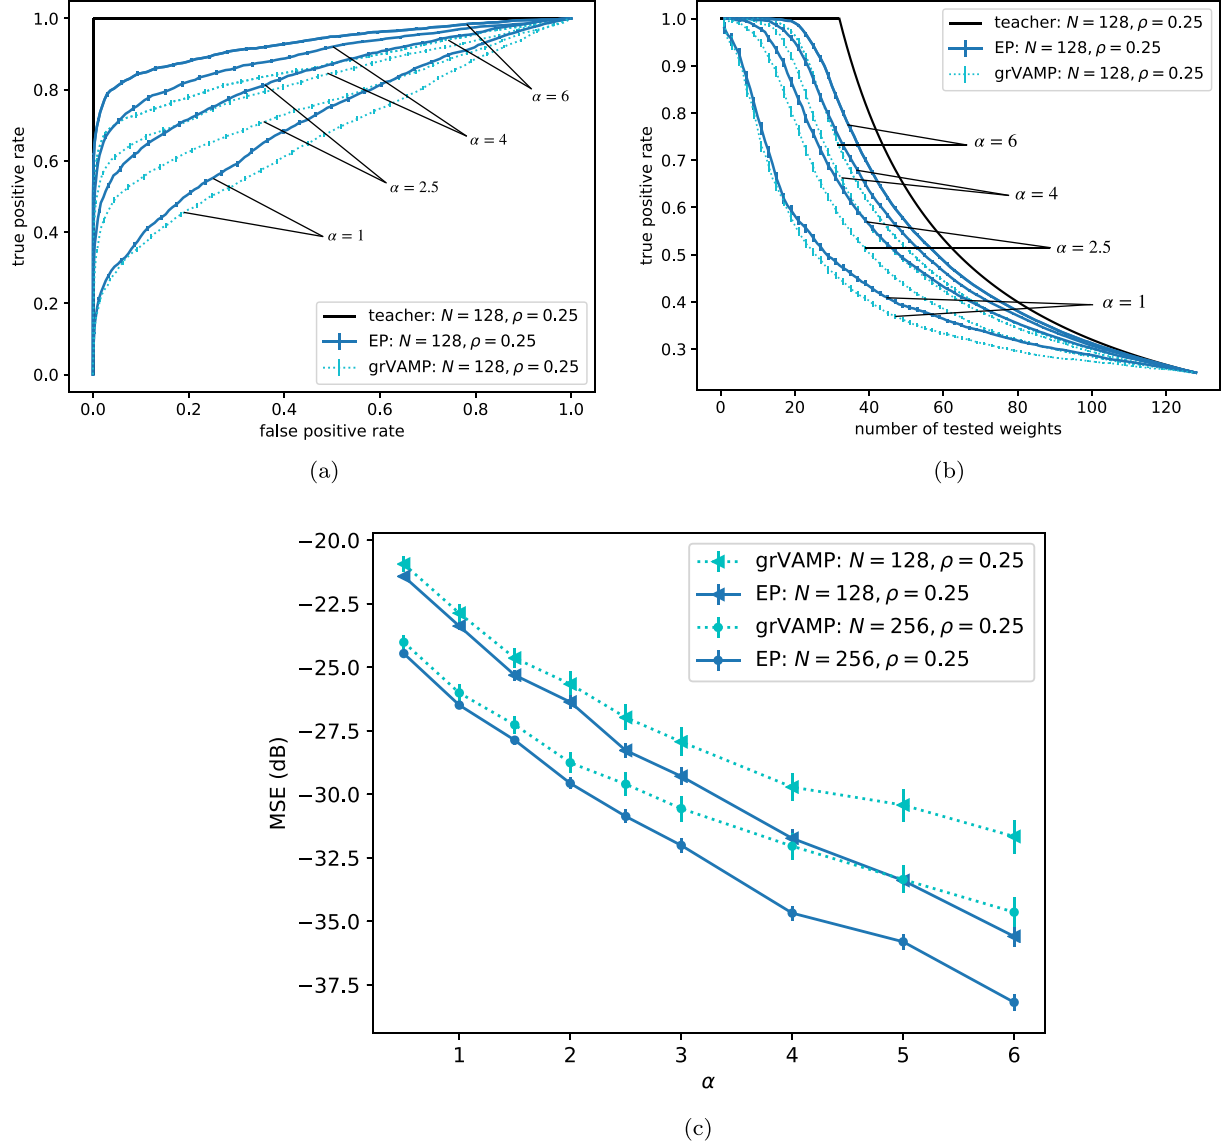 1.0
0.8
0.6
0.4
0.2
0.0
true positive rate
α = 6
α = 4
α = 2.5
α = 1
teacher: N = 128, ρ = 0.25
EP: N = 128, ρ = 0.25
grVAMP: N = 128, ρ = 0.25
0.0 0.2 0.4 0.6 0.8 1.0
false positive rate
(a)
1.0
0.9
0.8
0.7
0.6
0.5
0.4
0.3
true positive rate
teacher: N = 128, ρ = 0.25
EP: N = 128, ρ = 0.25
grVAMP: N = 128, ρ = 0.25
α = 6
α = 4
α = 2.5
α = 1
0 20 40 60 80 100 120
number of tested weights
(b)
−20.0
−22.5
−25.0
−27.5
−30.0
−32.5
−35.0
−37.5
MSE (dB)
grVAMP: N = 128, ρ = 0.25
EP: N = 128, ρ = 0.25
grVAMP: N = 256, ρ = 0.25
EP: N = 256, ρ = 0.25
1 2 3 4 5 6
α
(c)